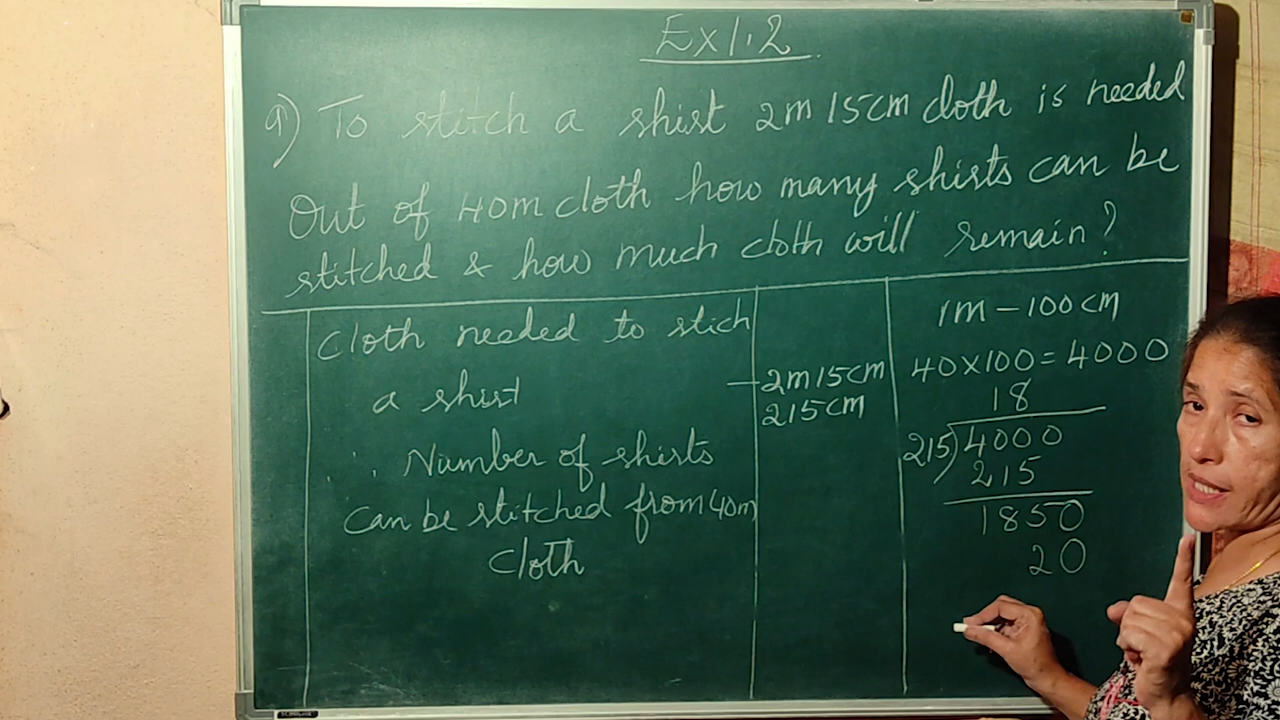 Ex 1.2
9) To stitch a shirt 2m 15cm cloth is needed
Out of 40m cloth how many shirts can be
stitched & how much cloth will remain?
Cloth needed to stich
a shirt
– 2m 15cm
215cm
∴ Number of shirts
can be stitched from 40m
cloth
1m – 100 cm
40 x 100 = 4000
18
215) 4000
215
1850
20